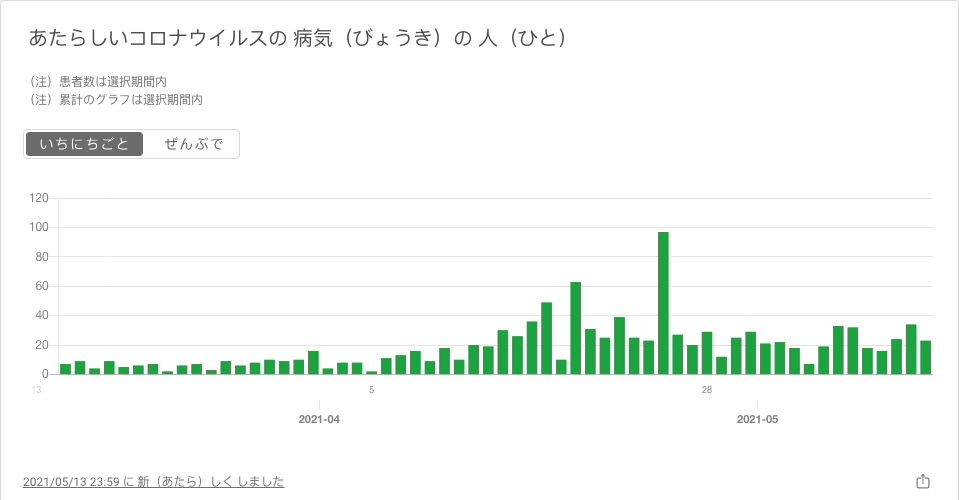 あたらしいコロナウイルスの 病気（びょうき）の 人（ひと）
（注）患者数は選択期間内
（注）累計のグラフは選択期間内
いちにちごと ぜんぶで
120
100
80
60
40
20
0
13 5 28
2021-04 2021-05
2021/05/13 23:59 に 新（あたら）しく しました